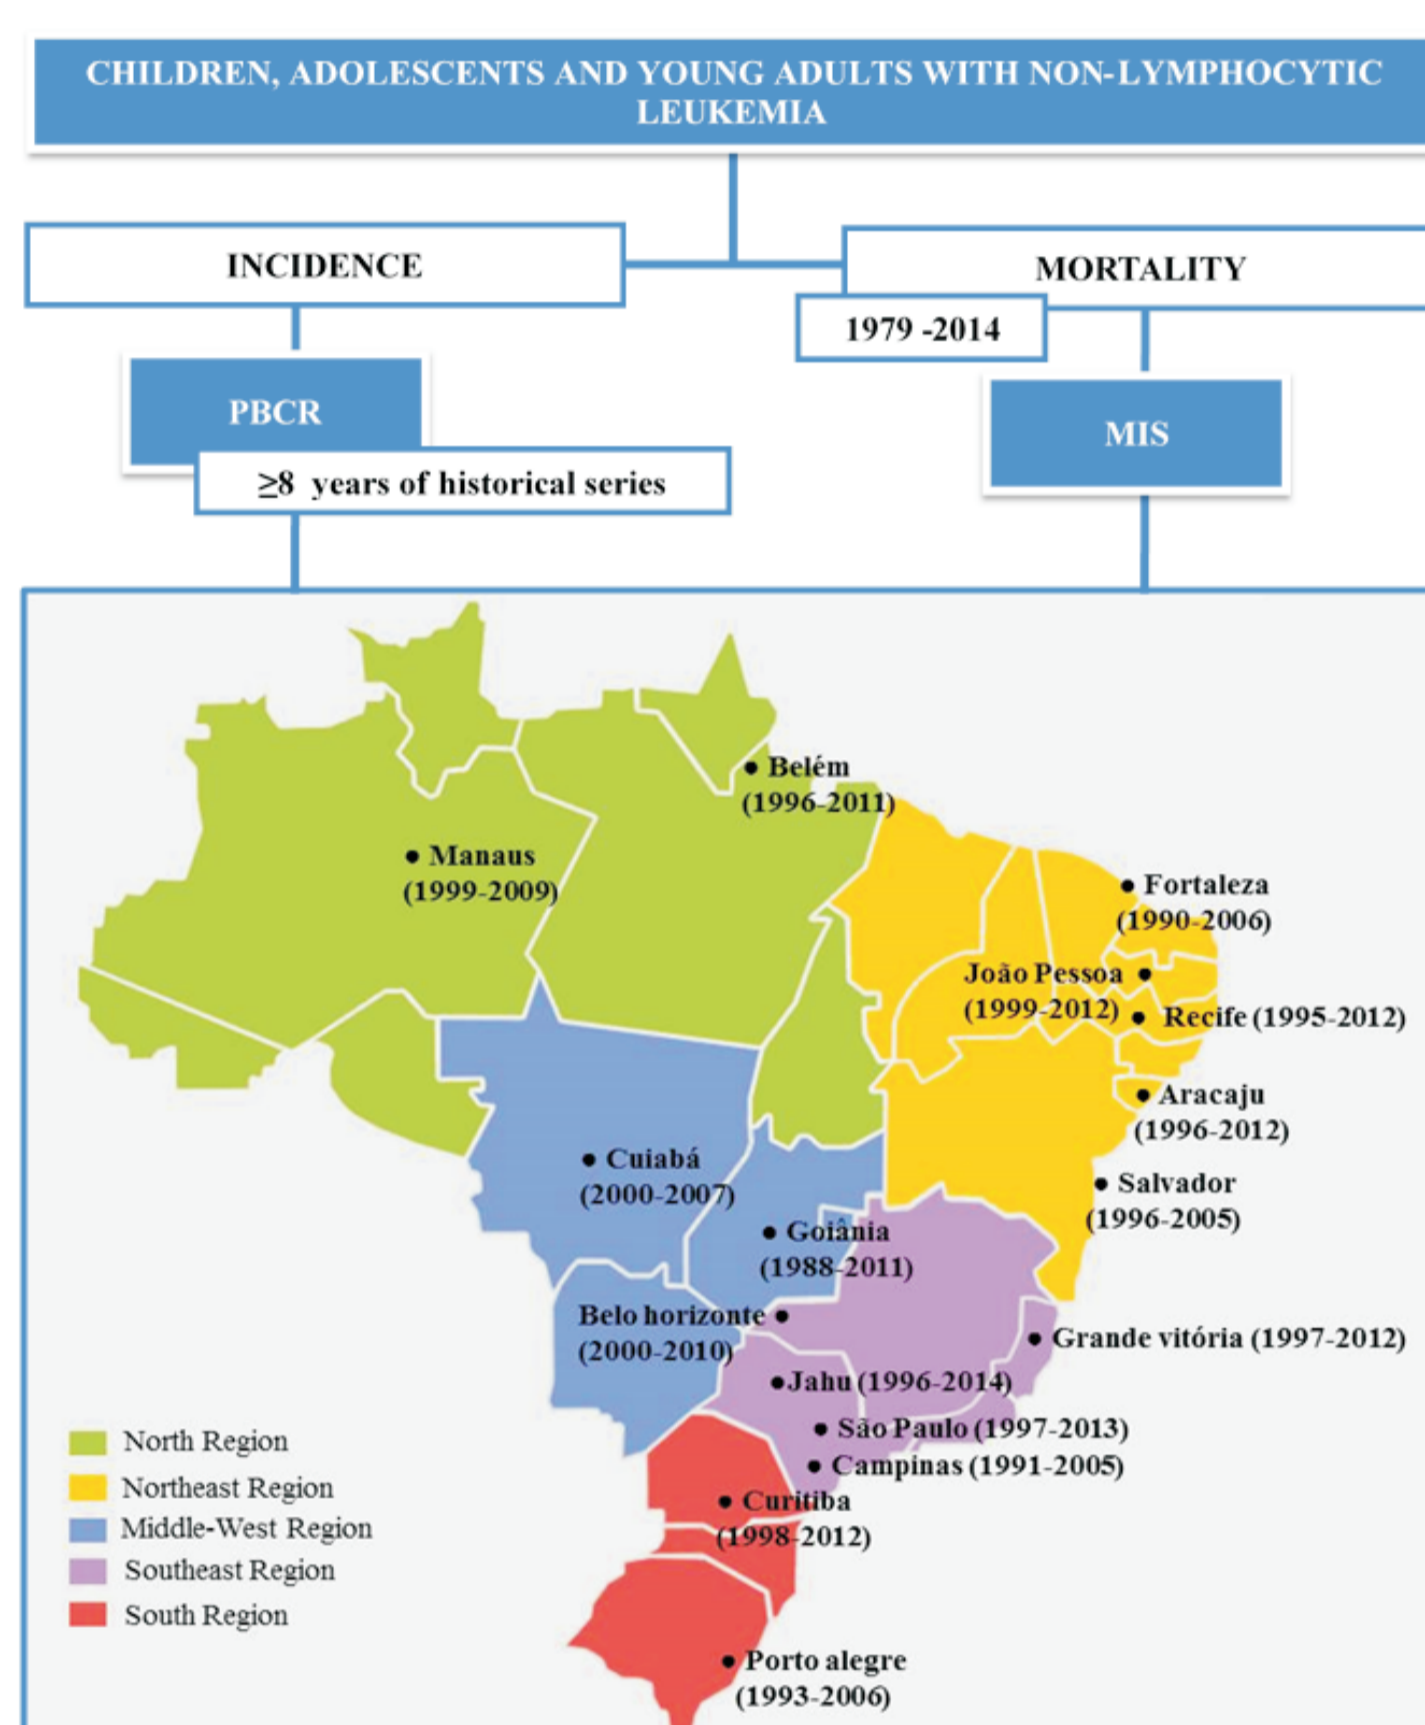 CHILDREN, ADOLESCENTS AND YOUNG ADULTS WITH NON-LYMPHOCYTIC
LEUKEMIA
INCIDENCE
MORTALITY
1979 -2014
PBCR
MIS
≥8 years of historical series
Belém
(1996-2011)
Manaus
(1999-2009)
Fortaleza
(1990-2006)
João Pessoa
(1999-2012)
Recife (1995-2012)
Aracaju
(1996-2012)
Cuiabá
(2000-2007)
Salvador
(1996-2005)
Goiânia
(1988-2011)
Belo horizonte
(2000-2010)
Grande vitória (1997-2012)
Jahu (1996-2014)
São Paulo (1997-2013)
Campinas (1991-2005)
Curitiba
(1998-2012)
North Region
Northeast Region
Middle-West Region
Southeast Region
South Region
Porto alegre
(1993-2006)